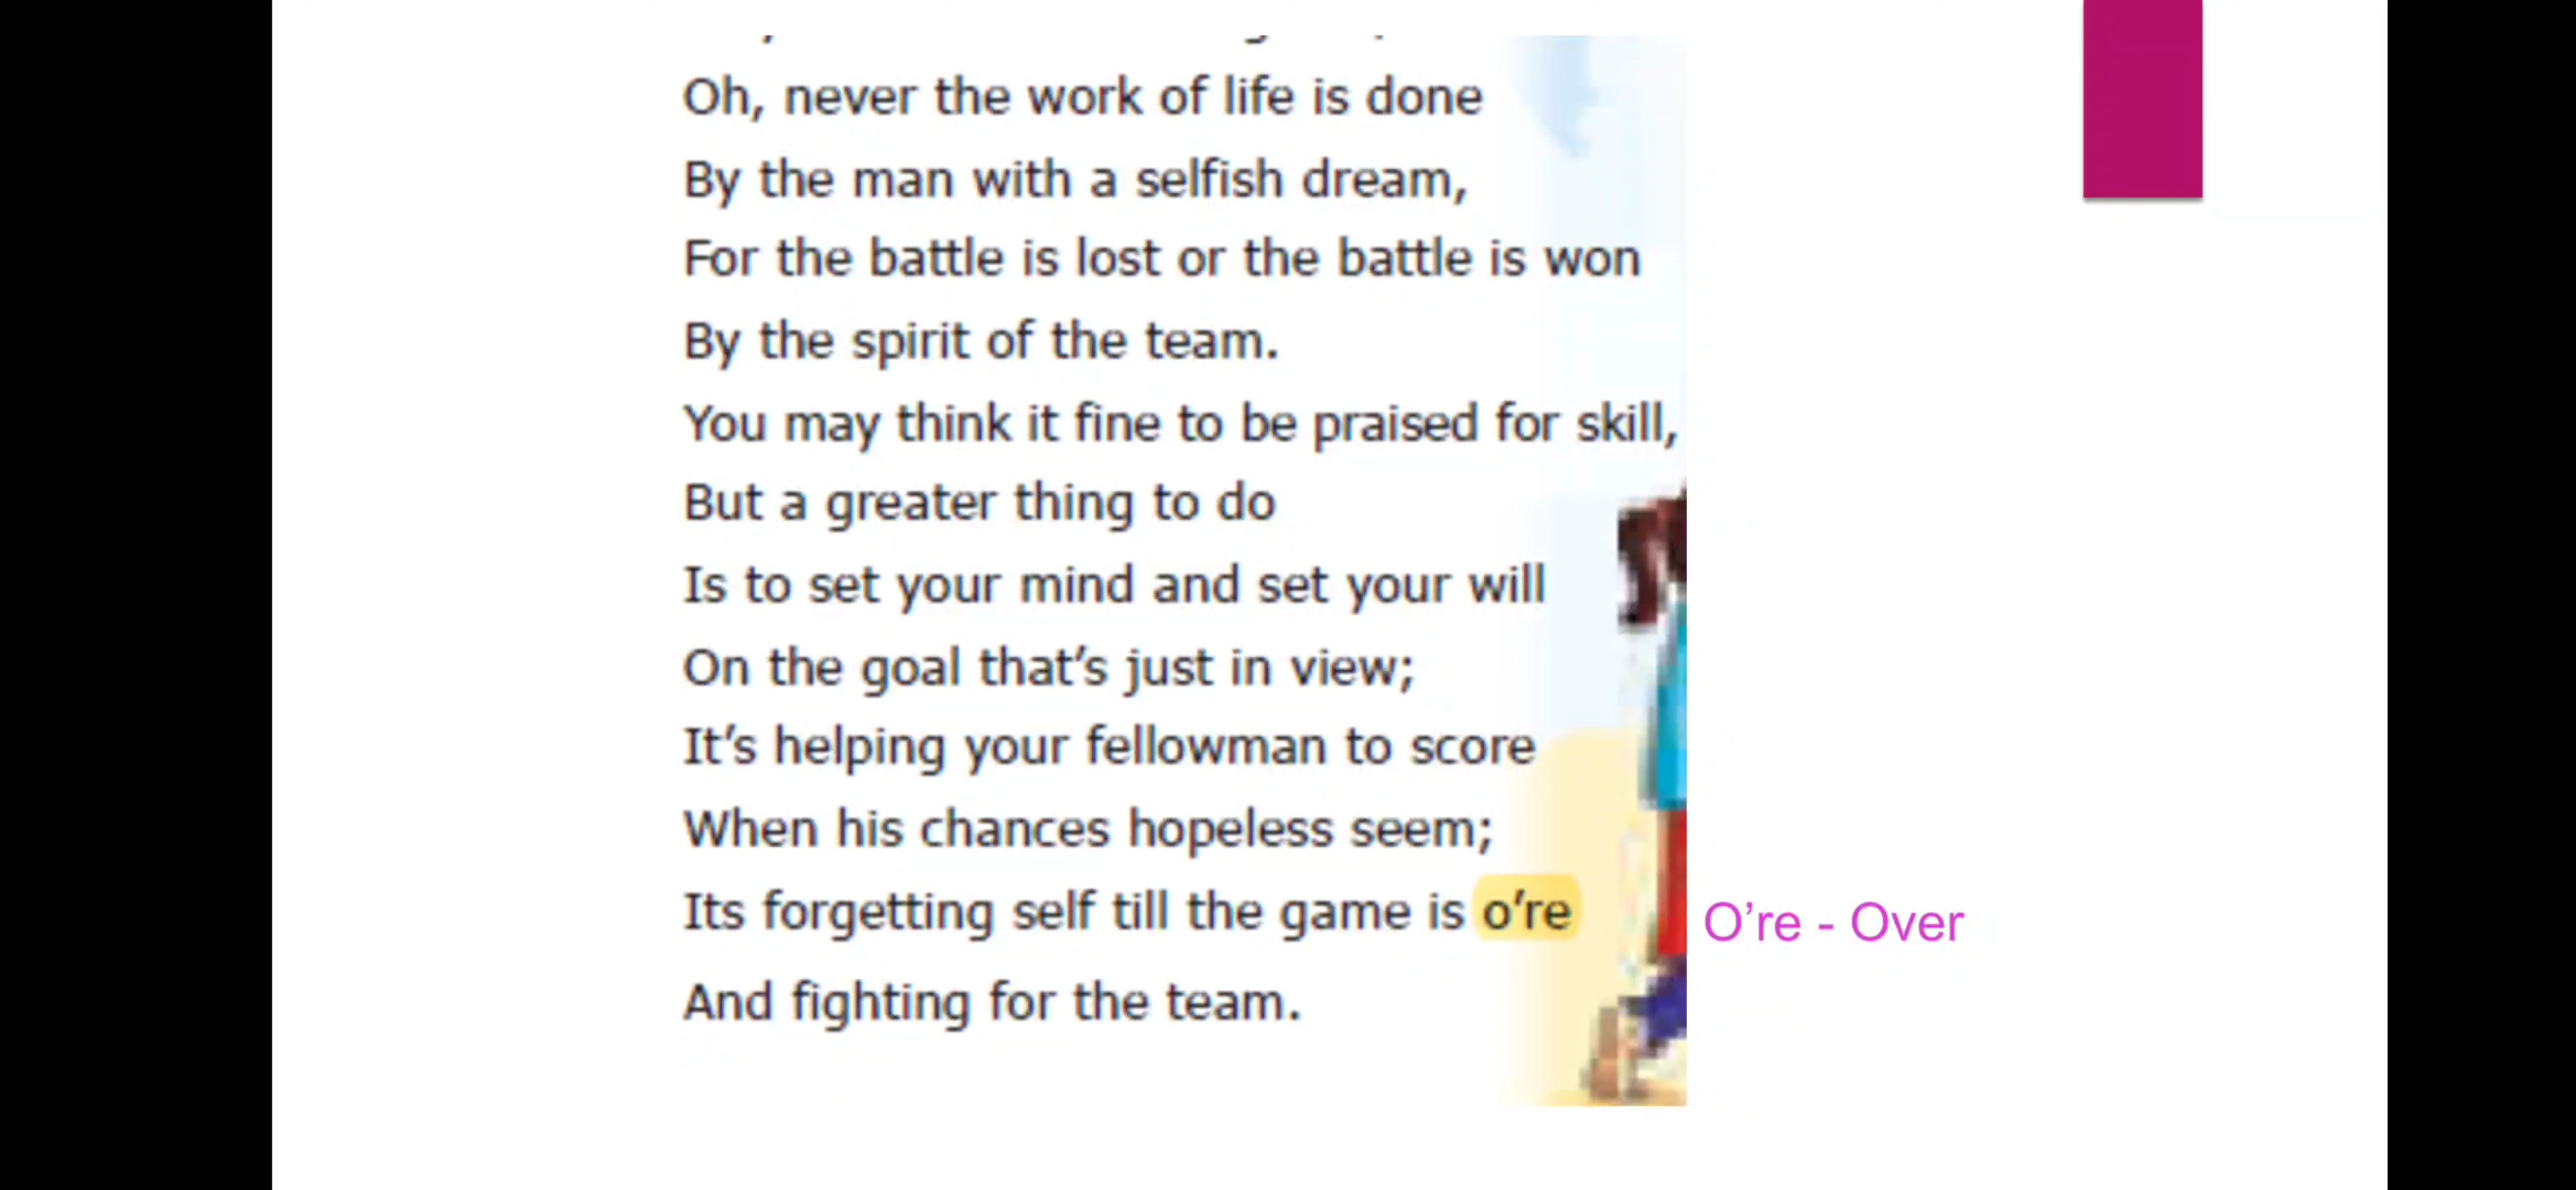 Oh, never the work of life is done
By the man with a selfish dream,
For the battle is lost or the battle is won
By the spirit of the team.
You may think it fine to be praised for skill,
But a greater thing to do
Is to set your mind and set your will
On the goal that’s just in view;
It’s helping your fellowman to score
When his chances hopeless seem;
Its forgetting self till the game is o’re
O’re - Over
And fighting for the team.